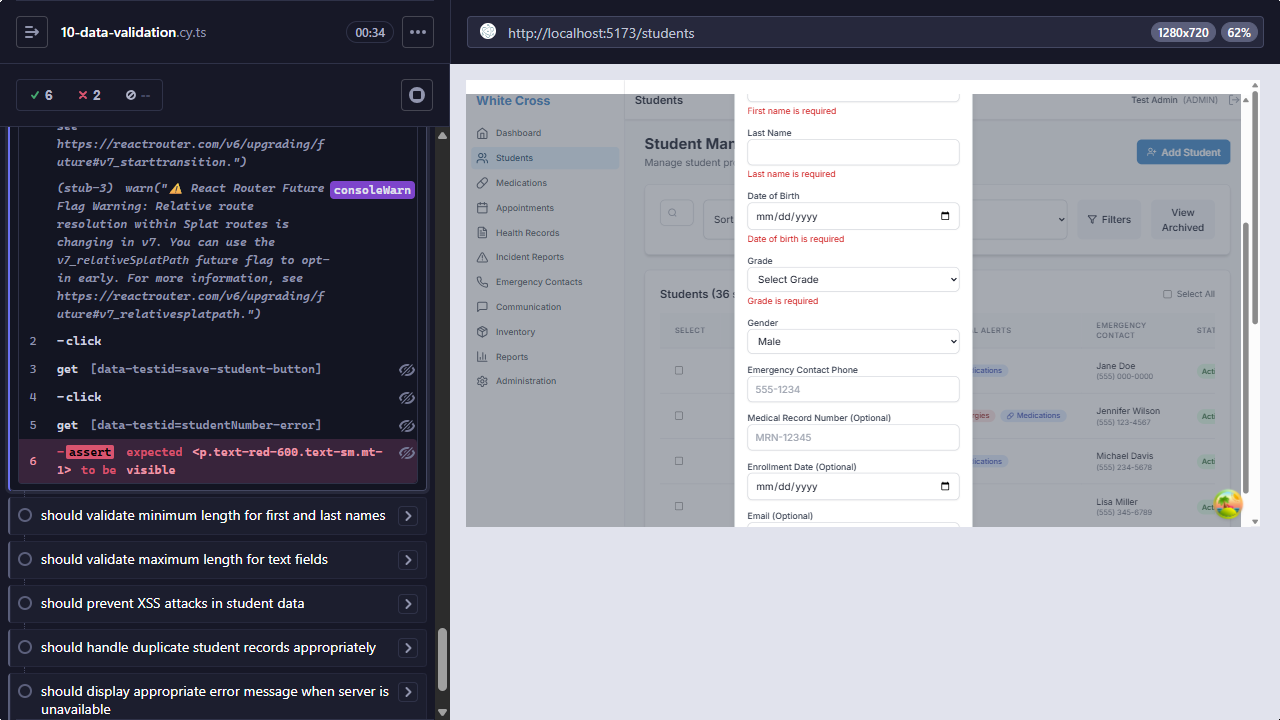 10-data-validation.cy.ts
00:34
6
2
--
see
https://reactrouter.com/v6/upgrading/f
uture#v7_starttransition.")
(stub-3) warn("⚠️ React Router Future
consoleWarn
Flag Warning: Relative route
resolution within Splat routes is
changing in v7. You can use the
v7_relativeSplatPath future flag to opt-
in early. For more information, see
https://reactrouter.com/v6/upgrading/f
uture#v7_relativesplatpath.")
2 -click
3 get [data-testid=save-student-button]
4 -click
5 get [data-testid=studentNumber-error]
6 -assert expected <p.text-red-600.text-sm.mt-
1> to be visible
should validate minimum length for first and last names
should validate maximum length for text fields
should prevent XSS attacks in student data
should handle duplicate student records appropriately
should display appropriate error message when server is
unavailable
http://localhost:5173/students
1280x720
62%
White Cross
Dashboard
Students
Medications
Appointments
Health Records
Incident Reports
Emergency Contacts
Communication
Inventory
Reports
Administration
Students
Test Admin (ADMIN)
Student Man
Manage student pr
Add Student
Sort
Filters
View
Archived
Students (36 s
Select All
SELECT
L ALERTS
EMERGENCY
CONTACT
STAT
ications
Jane Doe
(555) 000-0000
Acti
rgies
Medications
Jennifer Wilson
(555) 123-4567
Acti
ications
Michael Davis
(555) 234-5678
Acti
Lisa Miller
(555) 345-6789
Acti
First name is required
Last Name
Last name is required
Date of Birth
mm/dd/yyyy
Date of birth is required
Grade
Select Grade
Grade is required
Gender
Male
Emergency Contact Phone
555-1234
Medical Record Number (Optional)
MRN-12345
Enrollment Date (Optional)
mm/dd/yyyy
Email (Optional)